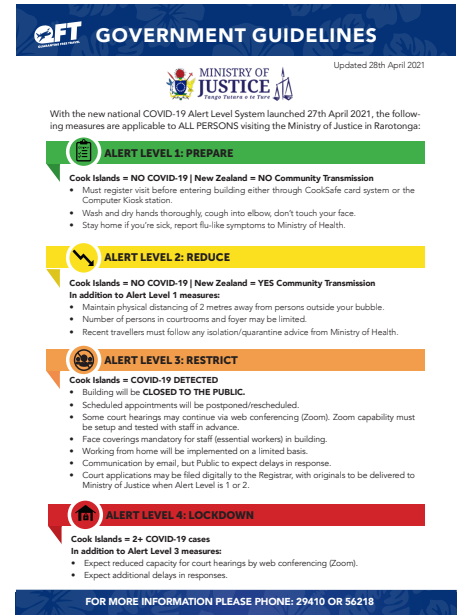 QFT
QUARANTINE FREE TRAVEL
GOVERNMENT GUIDELINES
Updated 28th April 2021
MINISTRY OF
JUSTICE
Tango Tutara o te Ture
With the new national COVID-19 Alert Level System launched 27th April 2021, the follow-
ing measures are applicable to ALL PERSONS visiting the Ministry of Justice in Rarotonga:
ALERT LEVEL 1: PREPARE
Cook Islands = NO COVID-19 | New Zealand = NO Community Transmission
• Must register visit before entering building either through CookSafe card system or the
Computer Kiosk station.
• Wash and dry hands thoroughly, cough into elbow, don't touch your face.
• Stay home if you're sick, report flu-like symptoms to Ministry of Health.
ALERT LEVEL 2: REDUCE
Cook Islands = NO COVID-19 | New Zealand = YES Community Transmission
In addition to Alert Level 1 measures:
• Maintain physical distancing of 2 metres away from persons outside your bubble.
• Number of persons in courtrooms and foyer may be limited.
• Recent travellers must follow any isolation/quarantine advice from Ministry of Health.
ALERT LEVEL 3: RESTRICT
Cook Islands = COVID-19 DETECTED
• Building will be CLOSED TO THE PUBLIC.
• Scheduled appointments will be postponed/rescheduled.
• Some court hearings may continue via web conferencing (Zoom). Zoom capability must
be setup and tested with staff in advance.
• Face coverings mandatory for staff (essential workers) in building.
• Working from home will be implemented on a limited basis.
• Communication by email, but Public to expect delays in response.
• Court applications may be filed digitally to the Registrar, with originals to be delivered to
Ministry of Justice when Alert Level is 1 or 2.
ALERT LEVEL 4: LOCKDOWN
Cook Islands = 2+ COVID-19 cases
In addition to Alert Level 3 measures:
• Expect reduced capacity for court hearings by web conferencing (Zoom).
• Expect additional delays in responses.
FOR MORE INFORMATION PLEASE PHONE: 29410 OR 56218